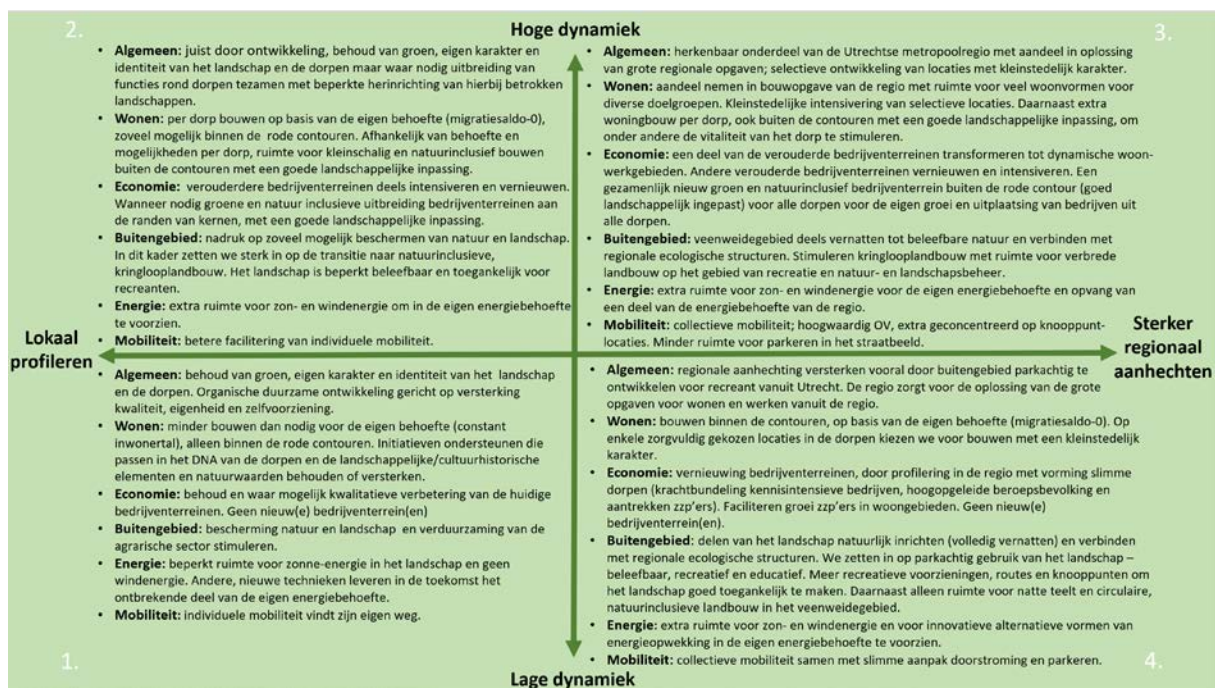 2.
Hoge dynamiek
3.
• Algemeen: juist door ontwikkeling, behoud van groen, eigen karakter en
identiteit van het landschap en de dorpen maar waar nodig uitbreiding van
functies rond dorpen tezamen met beperkte herinrichting van hierbij betrokken
landschappen.
• Wonen: per dorp bouwen op basis van de eigen behoefte (migratiesaldo-0),
zoveel mogelijk binnen de rode contouren. Afhankelijk van behoefte en
mogelijkheden per dorp, ruimte voor kleinschalig en natuurinclusief bouwen
buiten de contouren met een goede landschappelijke inpassing.
• Economie: verouderdere bedrijventerreinen deels intensiveren en vernieuwen.
Wanneer nodig groene en natuur inclusieve uitbreiding bedrijventerreinen aan
de randen van kernen, met een goede landschappelijke inpassing.
• Buitengebied: nadruk op zoveel mogelijk beschermen van natuur en landschap.
In dit kader zetten we sterk in op de transitie naar natuurinclusieve,
kringlooplandbouw. Het landschap is beperkt beleefbaar en toegankelijk voor
recreanten.
• Energie: extra ruimte voor zon- en windenergie om in de eigen energiebehoefte
te voorzien.
• Mobiliteit: betere facilitering van individuele mobiliteit.
• Algemeen: herkenbaar onderdeel van de Utrechtse metropoolregio met aandeel in oplossing
van grote regionale opgaven; selectieve ontwikkeling van locaties met kleinstedelijk karakter.
• Wonen: aandeel nemen in bouwopgave van de regio met ruimte voor veel woonvormen voor
diverse doelgroepen. Kleinstedelijke intensivering van selectieve locaties. Daarnaast extra
woningbouw per dorp, ook buiten de contouren met een goede landschappelijke inpassing, om
onder andere de vitaliteit van het dorp te stimuleren.
• Economie: een deel van de verouderde bedrijventerreinen transformeren tot dynamische woon-
werkgebieden. Andere verouderde bedrijventerreinen vernieuwen en intensiveren. Een
gezamenlijk nieuw groen en natuurinclusief bedrijventerrein buiten de rode contour (goed
landschappelijk ingepast) voor alle dorpen voor de eigen groei en uitplaatsing van bedrijven uit
alle dorpen.
• Buitengebied: veenweidegebied deels vernatten tot beleefbare natuur en verbinden met
regionale ecologische structuren. Stimuleren kringlooplandbouw met ruimte voor verbrede
landbouw op het gebied van recreatie en natuur- en landschapsbeheer.
• Energie: extra ruimte voor zon- en windenergie voor de eigen energiebehoefte en opvang van
een deel van de energiebehoefte van de regio.
• Mobiliteit: collectieve mobiliteit; hoogwaardig OV, extra geconcentreerd op knooppunt-
locaties. Minder ruimte voor parkeren in het straatbeeld.
Lokaal
profileren
Sterker
regionaal
aanhechten
• Algemeen: behoud van groen, eigen karakter en identiteit van het landschap
en de dorpen. Organische duurzame ontwikkeling gericht op versterking
kwaliteit, eigenheid en zelfvoorziening.
• Wonen: minder bouwen dan nodig voor de eigen behoefte (constant
inwonertal), alleen binnen de rode contouren. Initiatieven ondersteunen die
passen in het DNA van de dorpen en de landschappelijke/cultuurhistorische
elementen en natuurwaarden behouden of versterken.
• Economie: behoud en waar mogelijk kwalitatieve verbetering van de huidige
bedrijventerreinen. Geen nieuw(e) bedrijventerrein(en)
• Buitengebied: bescherming natuur en landschap en verduurzaming van de
agrarische sector stimuleren.
• Energie: beperkt ruimte voor zonne-energie in het landschap en geen
windenergie. Andere, nieuwe technieken leveren in de toekomst het
ontbrekende deel van de eigen energiebehoefte.
• Mobiliteit: individuele mobiliteit vindt zijn eigen weg.
• Algemeen: regionale aanhechting versterken vooral door buitengebied parkachtig te
ontwikkelen voor recreant vanuit Utrecht. De regio zorgt voor de oplossing van de grote
opgaven voor wonen en werken vanuit de regio.
• Wonen: bouwen binnen de contouren, op basis van de eigen behoefte (migratiesaldo-0). Op
enkele zorgvuldig gekozen locaties in de dorpen kiezen we voor bouwen met een kleinstedelijk
karakter.
• Economie: vernieuwing bedrijventerreinen, door profilering in de regio met vorming slimme
dorpen (krachtbundeling kennisintensieve bedrijven, hoogopgeleide beroepsbevolking en
aantrekken zzp'ers). Faciliteren groei zzp'ers in woongebieden. Geen nieuw(e)
bedrijventerrein(en).
• Buitengebied: delen van het landschap natuurlijk inrichten (volledig vernatten) en verbinden
met regionale ecologische structuren. We zetten in op parkachtig gebruik van het landschap –
beleefbaar, recreatief en educatief. Meer recreatieve voorzieningen, routes en knooppunten om
het landschap goed toegankelijk te maken. Daarnaast alleen ruimte voor natte teelt en circulaire,
natuurinclusieve landbouw in het veenweidegebied.
• Energie: extra ruimte voor zon- en windenergie en voor innovatieve alternatieve vormen van
energieopwekking in de eigen energiebehoefte te voorzien.
• Mobiliteit: collectieve mobiliteit samen met slimme aanpak doorstroming en parkeren.
1.
Lage dynamiek
4.